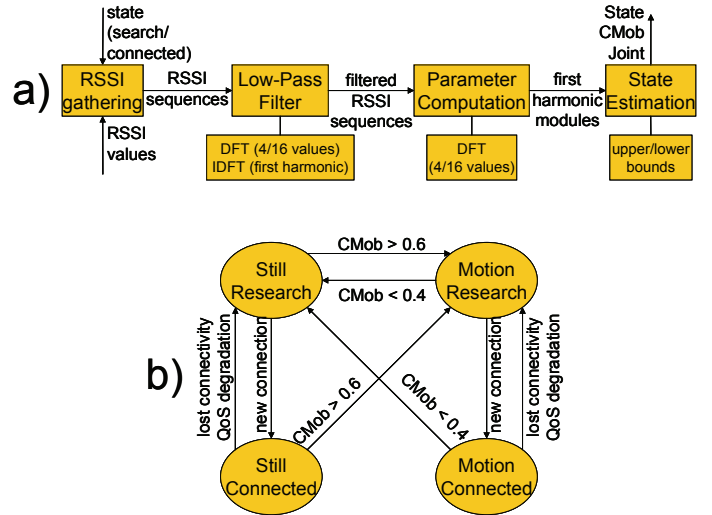 state
(search/
connected)
State
CMob
Joint
a)
RSSI
gathering
RSSI
sequences
Low-Pass
Filter
filtered
RSSI
sequences
Parameter
Computation
first
harmonic
modules
State
Estimation
RSSI
values
DFT (4/16 values)
IDFT (first harmonic)
DFT
(4/16 values)
upper/lower
bounds
b)
CMob > 0.6
Still
Research
Motion
Research
CMob < 0.4
lost connectivity
QoS degradation
new connection
CMob > 0.6
CMob < 0.4
new connection
lost connectivity
QoS degradation
Still
Connected
Motion
Connected